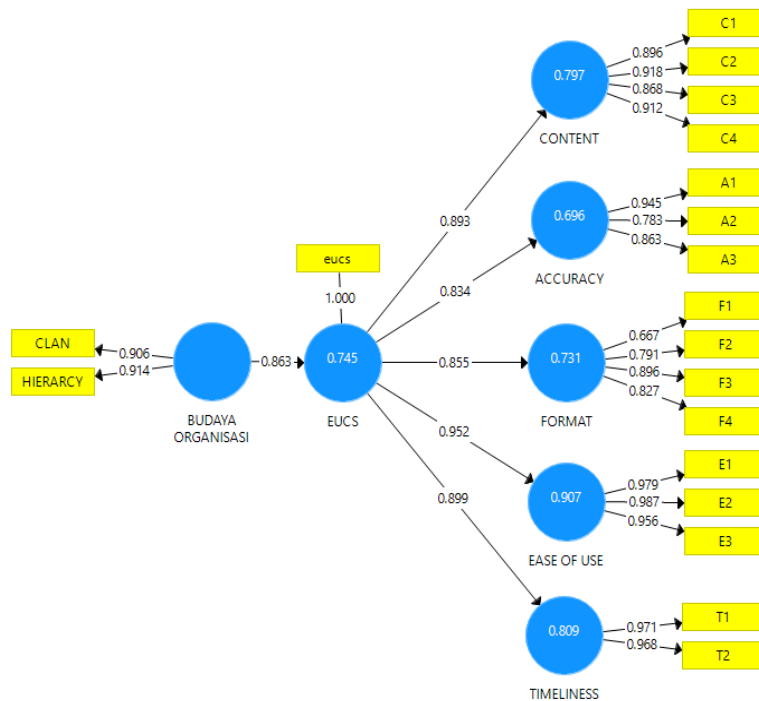 C1
0.896
C2
0.918
0.797
0.868
C3
0.912
C4
CONTENT
A1
0.945
0.893
0.783
A2
0.696
0.863
A3
eucs
ACCURACY
0.834
1.000
F1
0.667
CLAN
F2
0.906
0.791
0.863
0.745
0.855
0.731
0.896
F3
HIERARCY
0.914
0.827
BUDAYA
ORGANISASI
EUCS
FORMAT
F4
0.952
E1
0.979
0.899
0.907
0.987
E2
0.956
E3
EASE OF USE
T1
0.971
0.809
0.968
T2
TIMELINESS